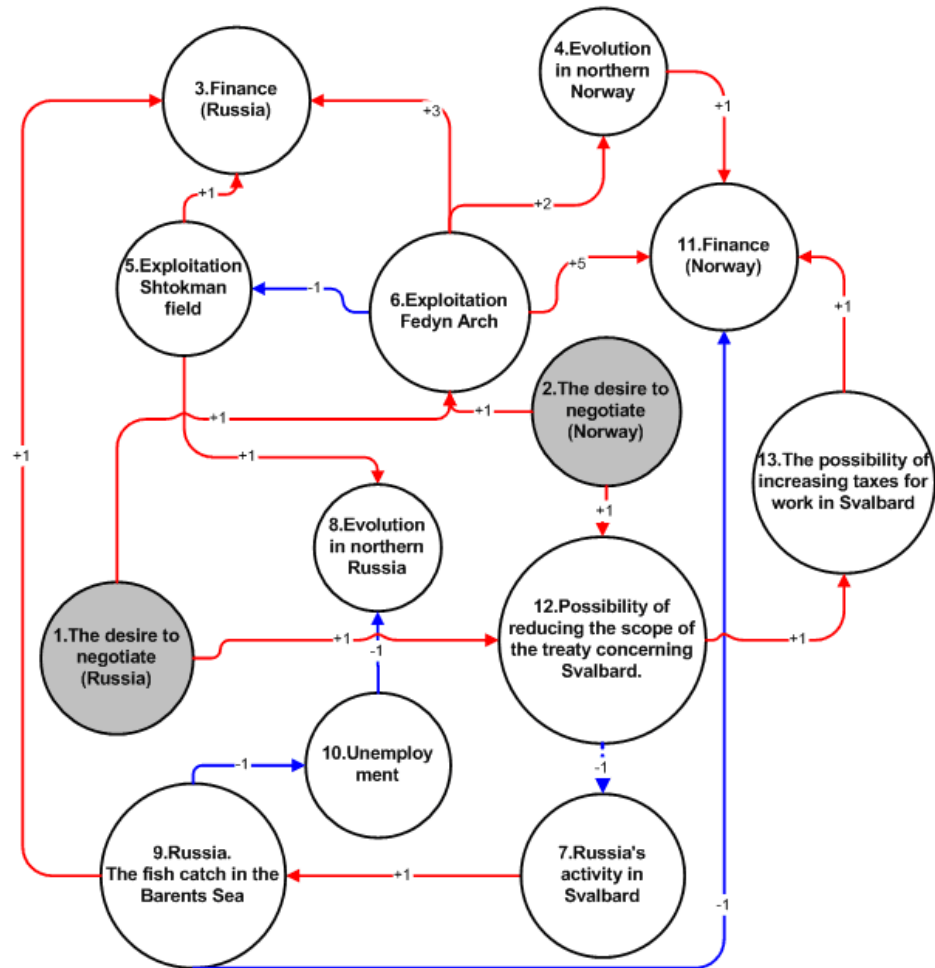 4.Evolution
in northern
Norway
3.Finance
(Russia)
+1
+3
+1
+2
11.Finance
(Norway)
5.Exploitation
Shtokman
field
-1
6.Exploitation
Fedyn Arch
+5
+1
2.The desire to
negotiate
(Norway)
+1
+1
+1
+1
13.The possibility of
increasing taxes for
work in Svalbard
+1
8.Evolution
in northern
Russia
12.Possibility of
reducing the scope of
the treaty concerning
Svalbard.
1.The desire to
negotiate
(Russia)
+1
+1
-1
10.Unemploy
ment
-1
-1
9.Russia.
The fish catch in the
Barents Sea
+1
7.Russia's
activity in
Svalbard
-1